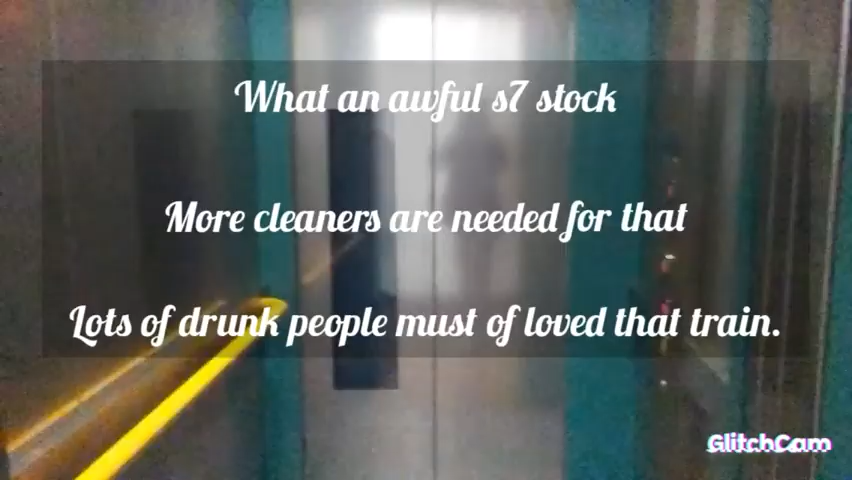 What an awful s7 stock
More cleaners are needed for that
Lots of drunk people must of loved that train.
GlitchCam